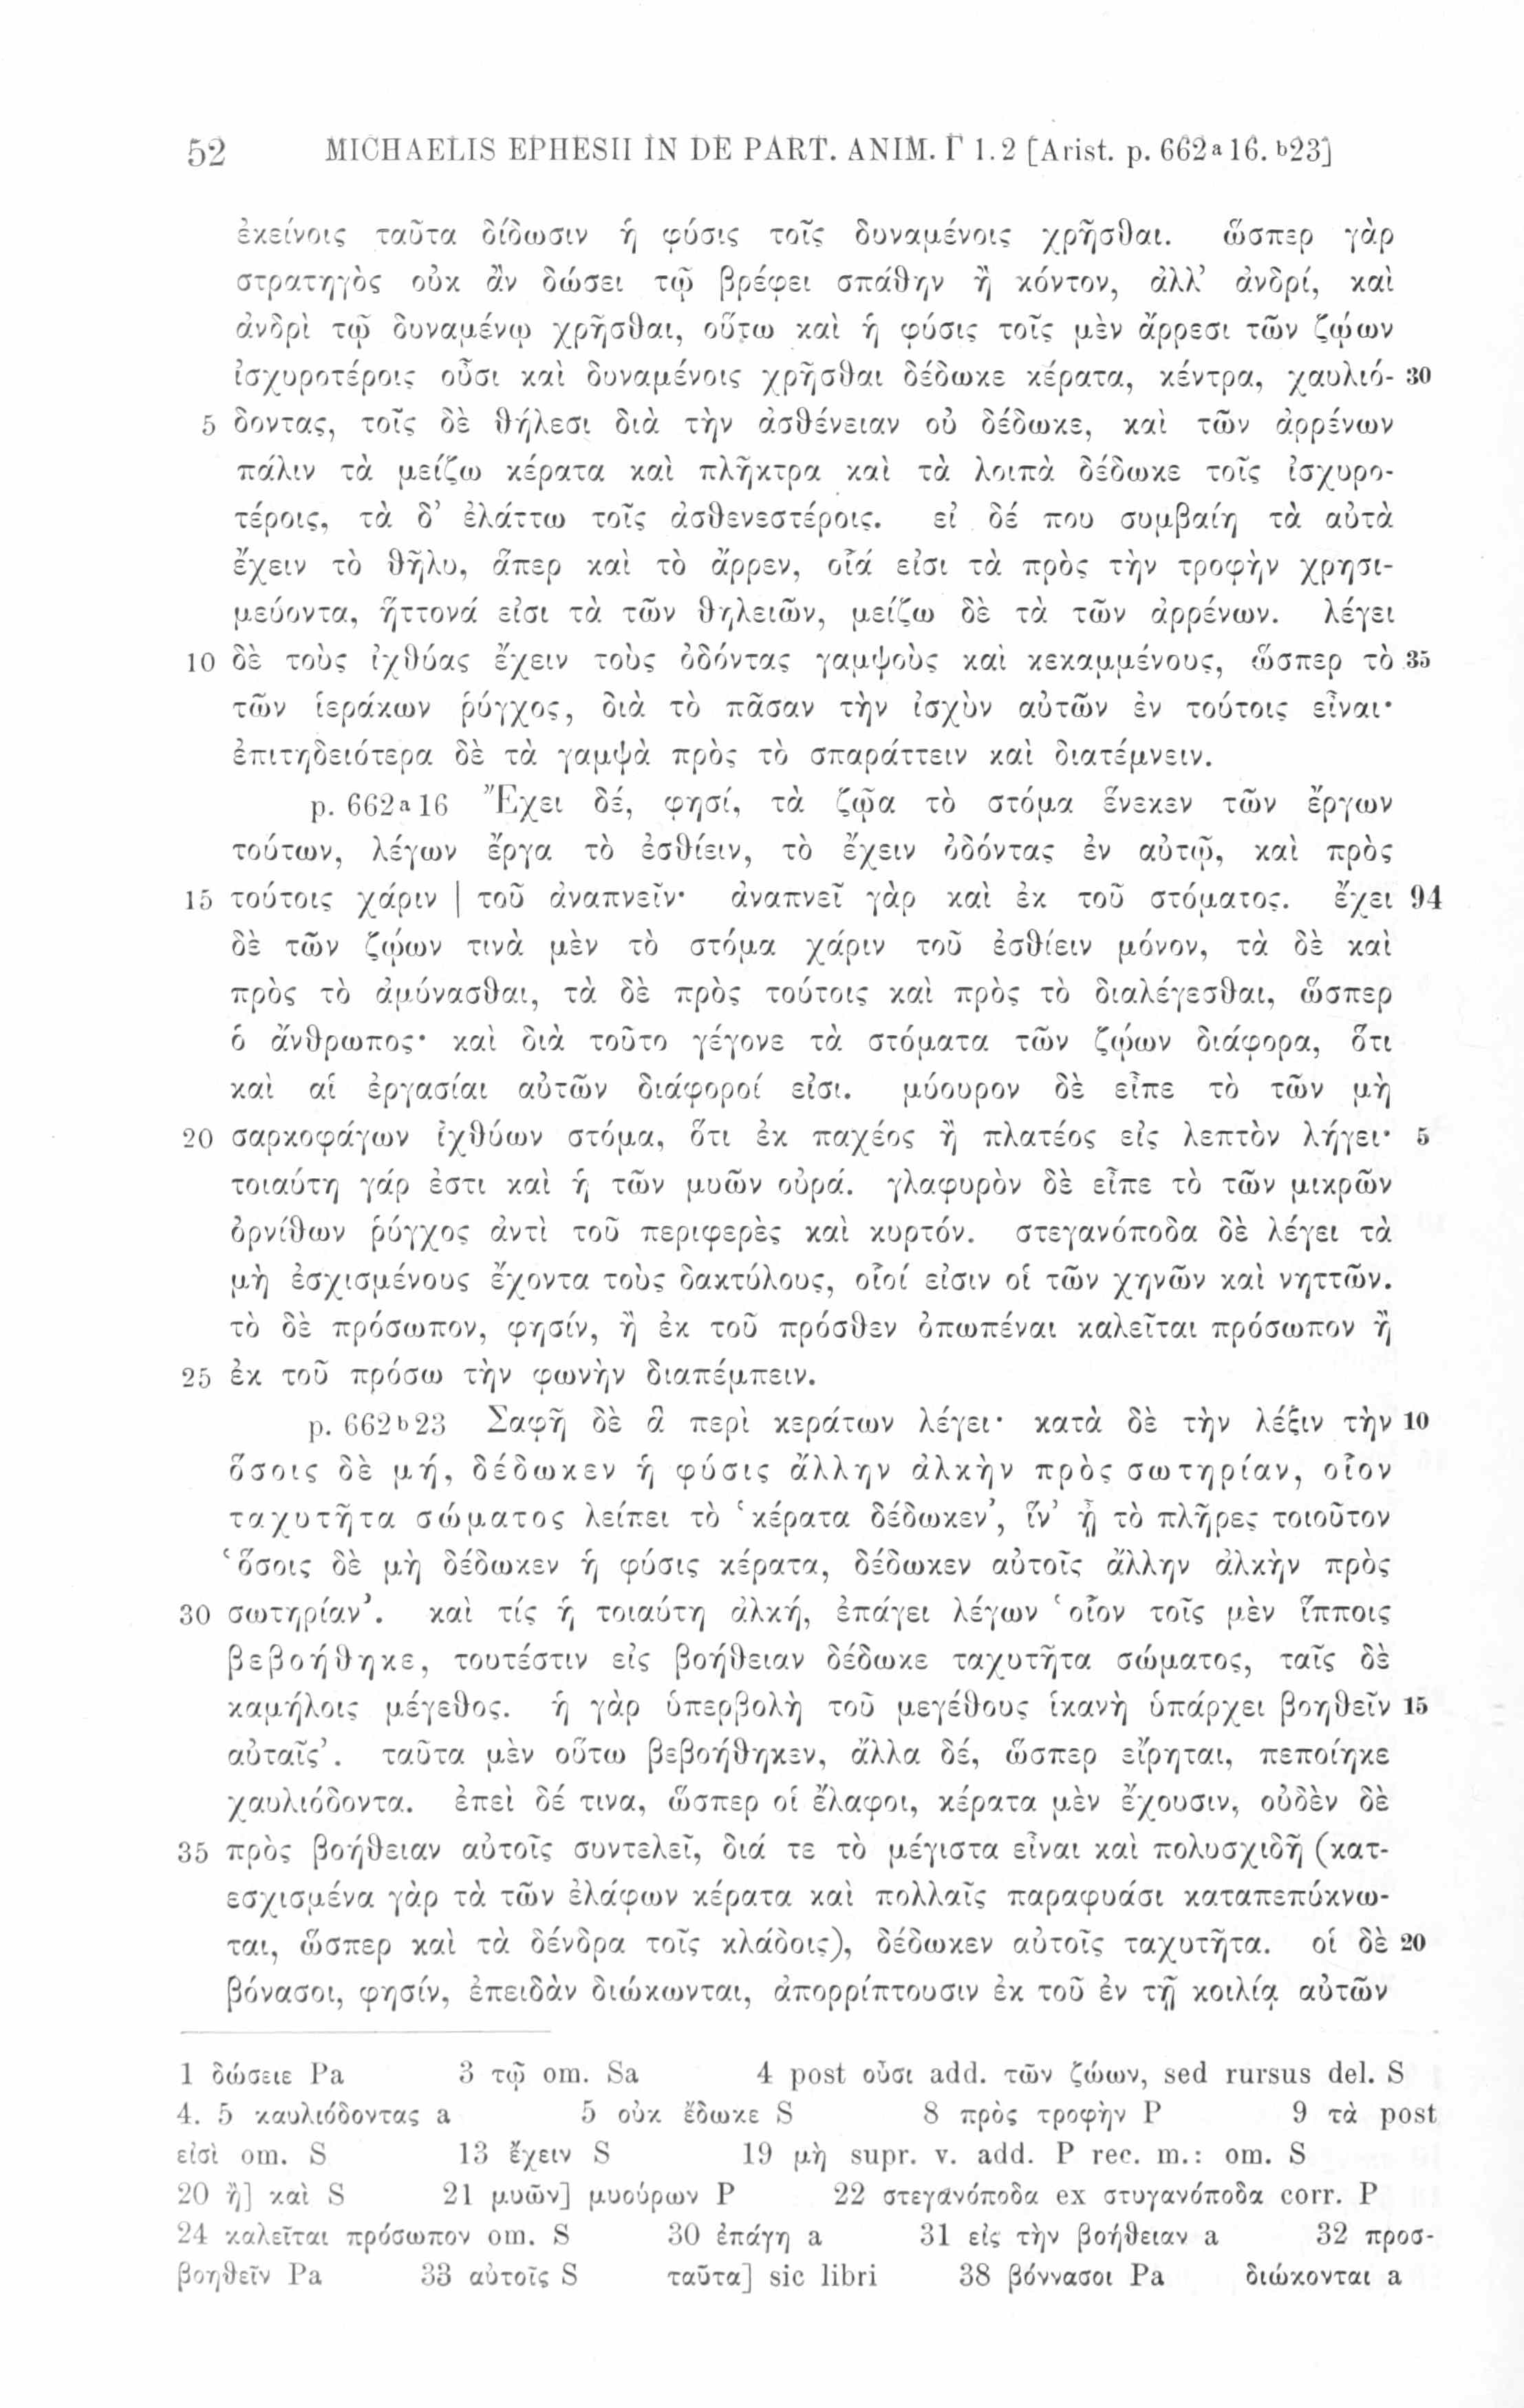 52 MICHAELIS EPHESII IN DE PART. ANIM. Γ 1.2 [Arist. p. 662a16. b23]
ἐκείνοις ταῦτα δίδωσιν ἡ φύσις τοῖς δυναμένοις χρῆσθαι. ὥσπερ γὰρ
στρατηγὸς οὐκ ἂν δώσει τῷ βρέφει σπάθην ἢ κόντον, ἀλλ’ ἀνδρί, καὶ
ἀνδρὶ τῷ δυναμένῳ χρῆσθαι, οὕτω καὶ ἡ φύσις τοῖς μὲν ἄρρεσι τῶν ζῴων
ἰσχυροτέροις οὖσι καὶ δυναμένοις χρῆσθαι δέδωκε κέρατα, κέντρα, χαυλιό- 30
5 δοντας, τοῖς δὲ θήλεσι διὰ τὴν ἀσθένειαν οὐ δέδωκε, καὶ τῶν ἀρρένων
πάλιν τὰ μείζω κέρατα καὶ πλῆκτρα καὶ τὰ λοιπὰ δέδωκε τοῖς ἰσχυρο-
τέροις, τὰ δ’ ἐλάττω τοῖς ἀσθενεστέροις. εἰ δέ που συμβαίη τὰ αὐτὰ
ἔχειν τὸ θῆλυ, ἅπερ καὶ τὸ ἄρρεν, οἷά εἰσι τὰ πρὸς τὴν τροφὴν χρησι-
μεύοντα, ἥττονά εἰσι τὰ τῶν θηλειῶν, μείζω δὲ τὰ τῶν ἀρρένων. λέγει
10 δὲ τοὺς ἰχθύας ἔχειν τοὺς ὀδόντας γαμψοὺς καὶ κεκαμμένους, ὥσπερ τὸ 35
τῶν ἱεράκων ῥύγχος, διὰ τὸ πᾶσαν τὴν ἰσχὺν αὐτῶν ἐν τούτοις εἶναι·
ἐπιτηδειότερα δὲ τὰ γαμψὰ πρὸς τὸ σπαράττειν καὶ διατέμνειν.
p. 662a16 Ἔχει δέ, φησί, τὰ ζῷα τὸ στόμα ἕνεκεν τῶν ἔργων
τούτων, λέγων ἔργα τὸ ἐσθίειν, τὸ ἔχειν ὀδόντας ἐν αὐτῷ, καὶ πρὸς
15 τούτοις χάριν | τοῦ ἀναπνεῖν· ἀναπνεῖ γὰρ καὶ ἐκ τοῦ στόματος. ἔχει 94
δὲ τῶν ζῴων τινὰ μὲν τὸ στόμα χάριν τοῦ ἐσθίειν μόνον, τὰ δὲ καὶ
πρὸς τὸ ἀμύνασθαι, τὰ δὲ πρὸς τούτοις καὶ πρὸς τὸ διαλέγεσθαι, ὥσπερ
ὁ ἄνθρωπος· καὶ διὰ τοῦτο γέγονε τὰ στόματα τῶν ζῴων διάφορα, ὅτι
καὶ αἱ ἐργασίαι αὐτῶν διάφοροί εἰσι. μύουρον δὲ εἶπε τὸ τῶν μὴ
20 σαρκοφάγων ἰχθύων στόμα, ὅτι ἐκ παχέος ἢ πλατέος εἰς λεπτὸν λήγει· 5
τοιαύτη γάρ ἐστι καὶ ἡ τῶν μυῶν οὐρά. γλαφυρὸν δὲ εἶπε τὸ τῶν μικρῶν
ὀρνίθων ῥύγχος ἀντὶ τοῦ περιφερὲς καὶ κυρτόν. στεγανόποδα δὲ λέγει τὰ
μὴ ἐσχισμένους ἔχοντα τοὺς δακτύλους, οἷοί εἰσιν οἱ τῶν χηνῶν καὶ νηττῶν.
τὸ δὲ πρόσωπον, φησίν, ἢ ἐκ τοῦ πρόσθεν ὀπωπέναι καλεῖται πρόσωπον ἢ
25 ἐκ τοῦ πρόσω τὴν φωνὴν διαπέμπειν.
p. 662b23 Σαφῆ δὲ ἃ περὶ κεράτων λέγει· κατὰ δὲ τὴν λέξιν τὴν 10
ὅσοις δὲ μή, δέδωκεν ἡ φύσις ἄλλην ἀλκὴν πρὸς σωτηρίαν, οἷον
ταχυτῆτα σώματος λείπει τὸ ‘κέρατα δέδωκεν’, ἵν’ ᾖ τὸ πλῆρες τοιοῦτον
‘ὅσοις δὲ μὴ δέδωκεν ἡ φύσις κέρατα, δέδωκεν αὐτοῖς ἄλλην ἀλκὴν πρὸς
30 σωτηρίαν’. καὶ τίς ἡ τοιαύτη ἀλκή, ἐπάγει λέγων ‘οἷον τοῖς μὲν ἵπποις
βεβοήθηκε, τουτέστιν εἰς βοήθειαν δέδωκε ταχυτῆτα σώματος, ταῖς δὲ
καμήλοις μέγεθος. ἡ γὰρ ὑπερβολὴ τοῦ μεγέθους ἱκανὴ ὑπάρχει βοηθεῖν 15
αὐταῖς’. ταῦτα μὲν οὕτω βεβοήθηκεν, ἄλλα δέ, ὥσπερ εἴρηται, πεποίηκε
χαυλιόδοντα. ἐπεὶ δέ τινα, ὥσπερ οἱ ἔλαφοι, κέρατα μὲν ἔχουσιν, οὐδὲν δὲ
35 πρὸς βοήθειαν αὐτοῖς συντελεῖ, διά τε τὸ μέγιστα εἶναι καὶ πολυσχιδῆ (κατ-
εσχισμένα γὰρ τὰ τῶν ἐλάφων κέρατα καὶ πολλαῖς παραφυάσι καταπεπύκνω-
ται, ὥσπερ καὶ τὰ δένδρα τοῖς κλάδοις), δέδωκεν αὐτοῖς ταχυτῆτα. οἱ δὲ 20
βόνασοι, φησίν, ἐπειδὰν διώκωνται, ἀπορρίπτουσιν ἐκ τοῦ ἐν τῇ κοιλίᾳ αὐτῶν
1 δώσειε Pa 3 τῷ om. Sa 4 post οὖσι add. τῶν ζώων, sed rursus del. S
4. 5 καυλιόδοντας a 5 οὐκ ἔδωκε S 8 πρὸς τροφὴν P 9 τὰ post
εἰσὶ om. S 13 ἔχειν S 19 μὴ supr. v. add. P rec. m.: om. S
20 ἢ] καὶ S 21 μυῶν] μυούρων P 22 στεγανόποδα ex στυγανόποδα corr. P
24 καλεῖται πρόσωπον om. S 30 ἐπάγη a 31 εἰς τὴν βοήθειαν a 32 προσ-
βοηθεῖν Pa 33 αὐτοῖς S ταῦτα] sic libri 38 βόννασοι Pa διώκονται a